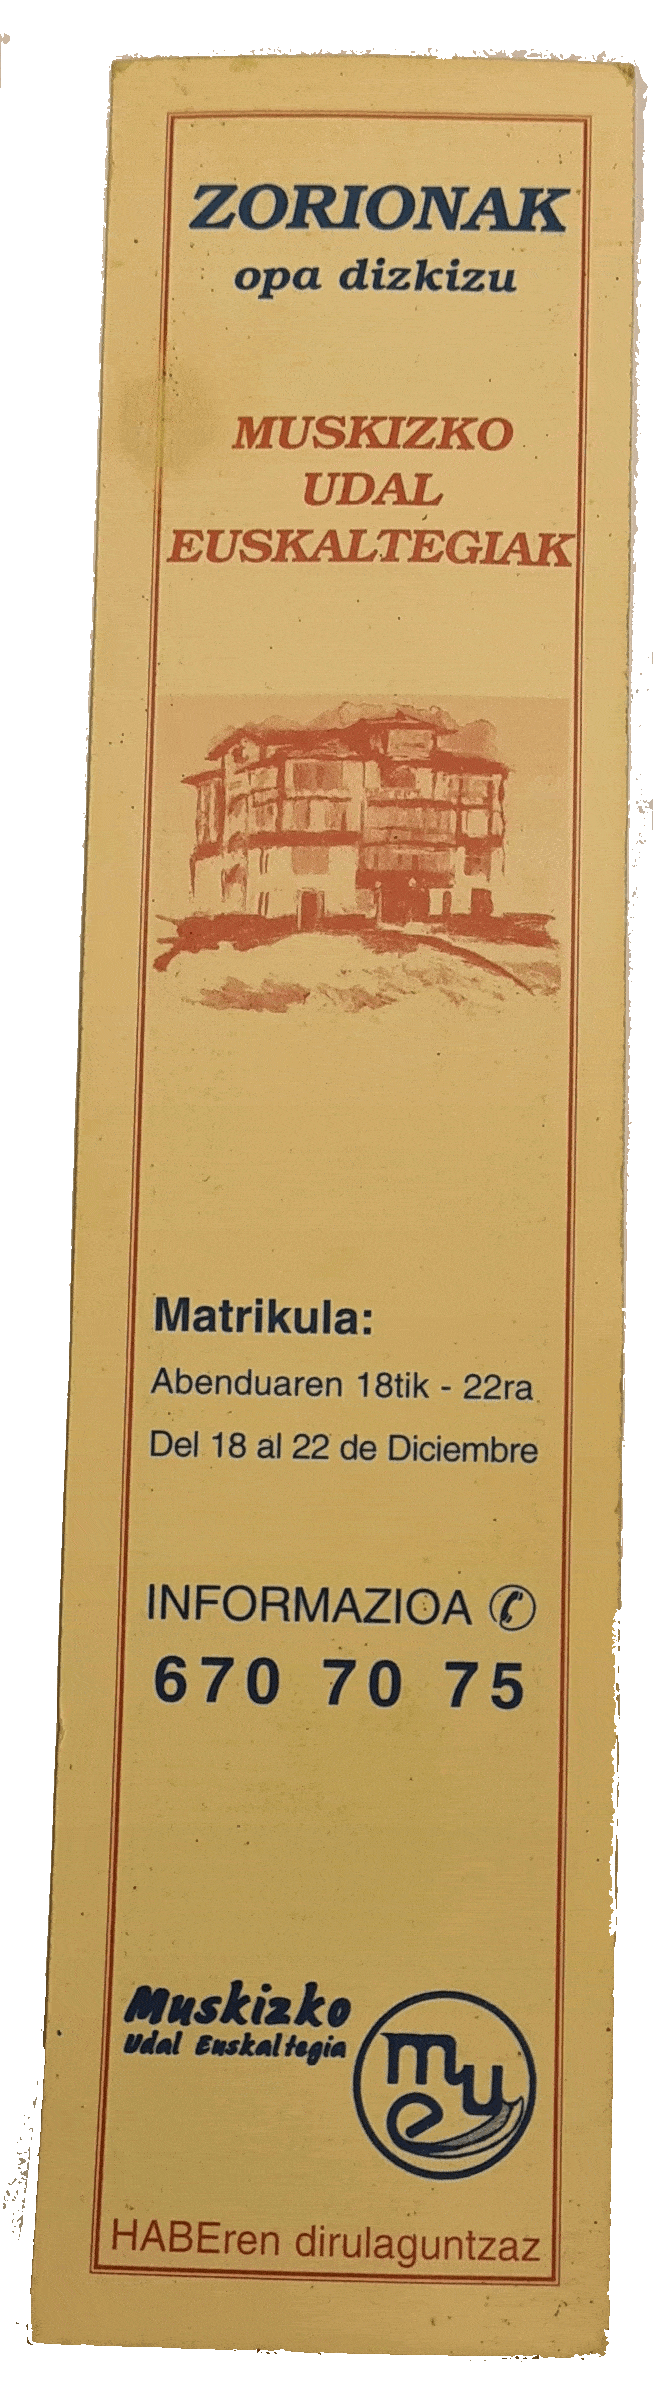 ZORIONAK
opa dizkizu
MUSKIZKO
UDAL
EUSKALTEGIAK
Matrikula:
Abenduaren 18tik - 22ra
Del 18 al 22 de Diciembre
INFORMAZIOA ✆
670 70 75
Muskizko
Udal Euskaltegia
mue
HABEren dirulaguntzaz